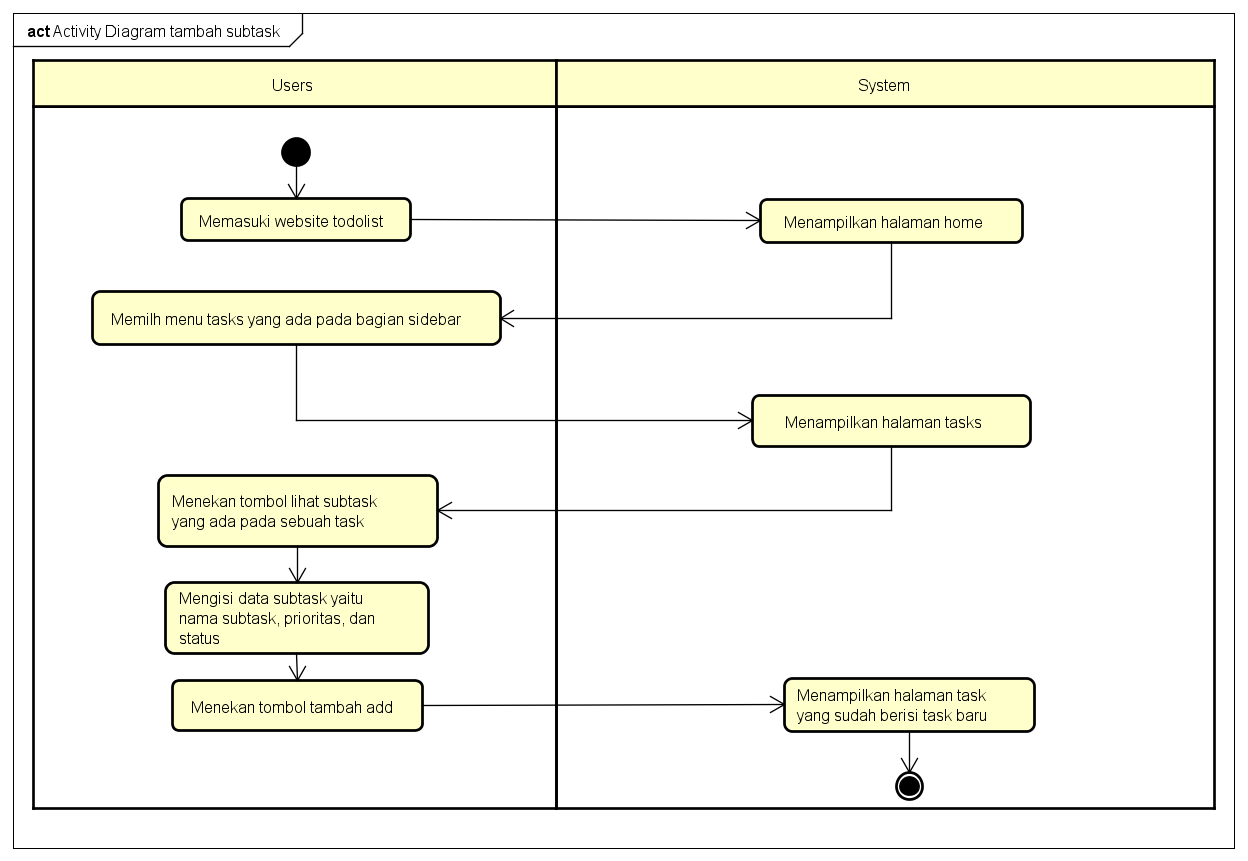 act Activity Diagram tambah subtask
Users
System
Memasuki website todolist
Menampilkan halaman home
Memilh menu tasks yang ada pada bagian sidebar
Menampilkan halaman tasks
Menekan tombol lihat subtask
yang ada pada sebuah task
Mengisi data subtask yaitu
nama subtask, prioritas, dan
status
Menekan tombol tambah add
Menampilkan halaman task
yang sudah berisi task baru